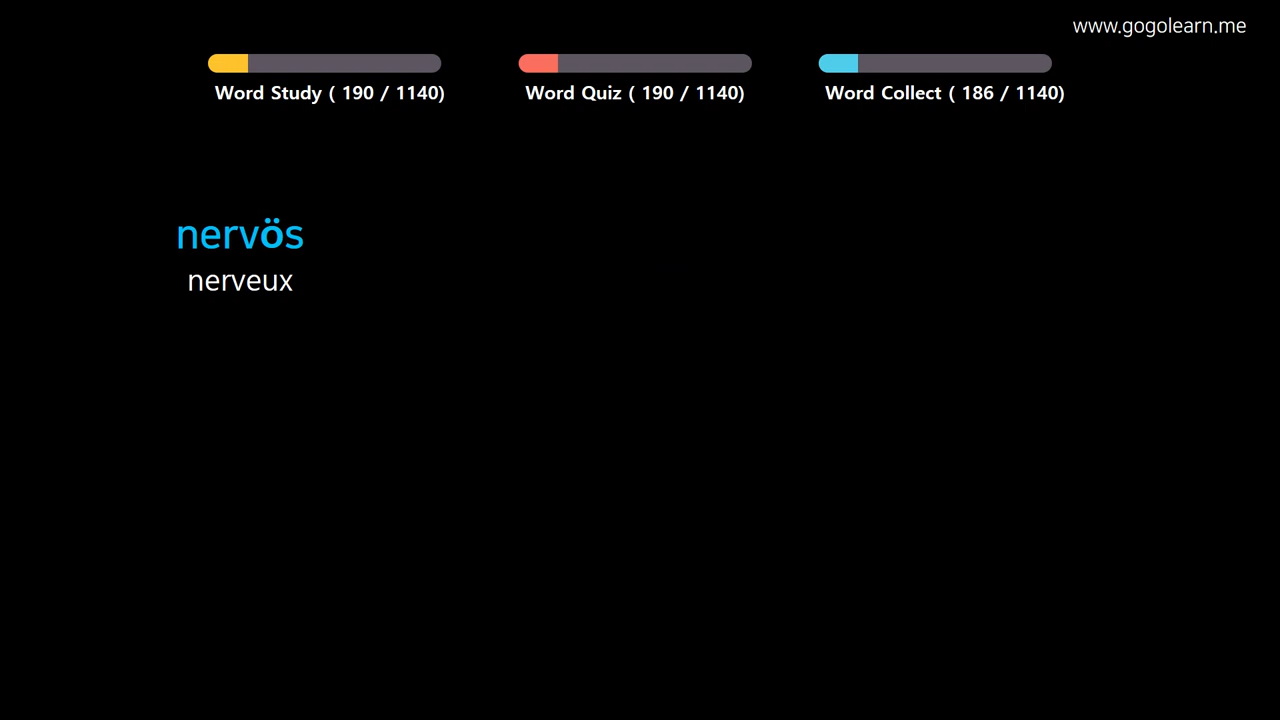 www.gogolearn.me
Word Study ( 190 / 1140)
Word Quiz ( 190 / 1140)
Word Collect ( 186 / 1140)
nervös
nerveux